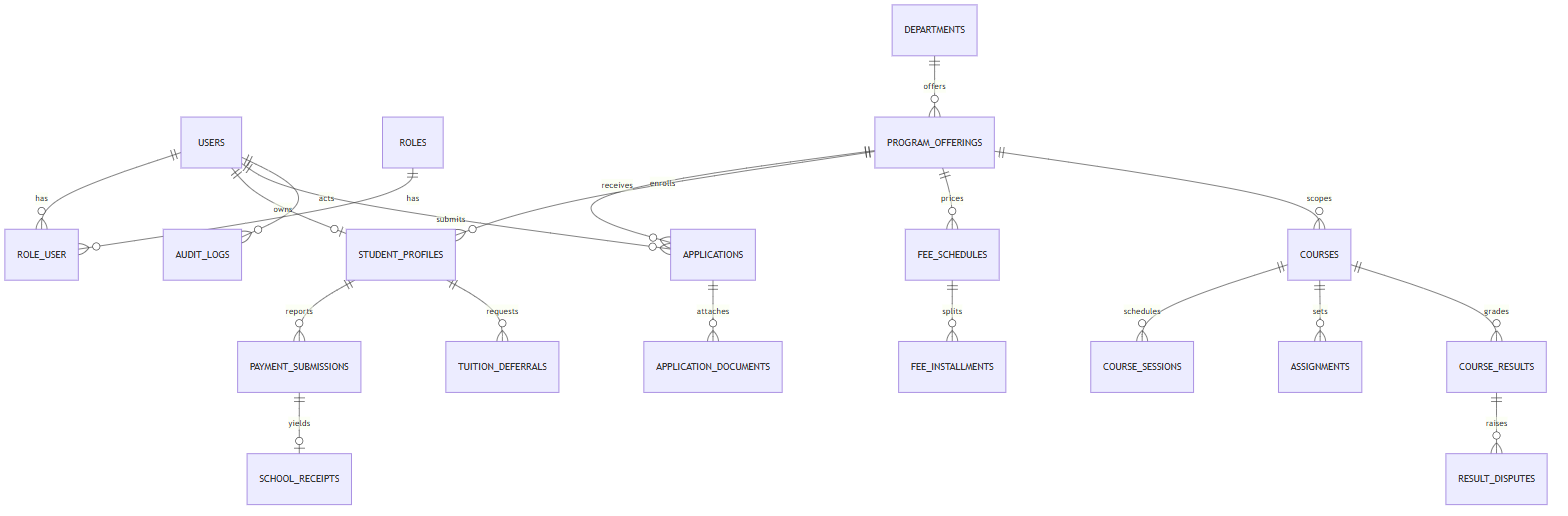 DEPARTMENTS
offers
USERS
ROLES
PROGRAM_OFFERINGS
has
owns
acts
has
submits
receives
enrolls
prices
scopes
ROLE_USER
AUDIT_LOGS
STUDENT_PROFILES
APPLICATIONS
FEE_SCHEDULES
COURSES
reports
requests
attaches
splits
schedules
sets
grades
PAYMENT_SUBMISSIONS
TUITION_DEFERRALS
APPLICATION_DOCUMENTS
FEE_INSTALLMENTS
COURSE_SESSIONS
ASSIGNMENTS
COURSE_RESULTS
yields
raises
SCHOOL_RECEIPTS
RESULT_DISPUTES